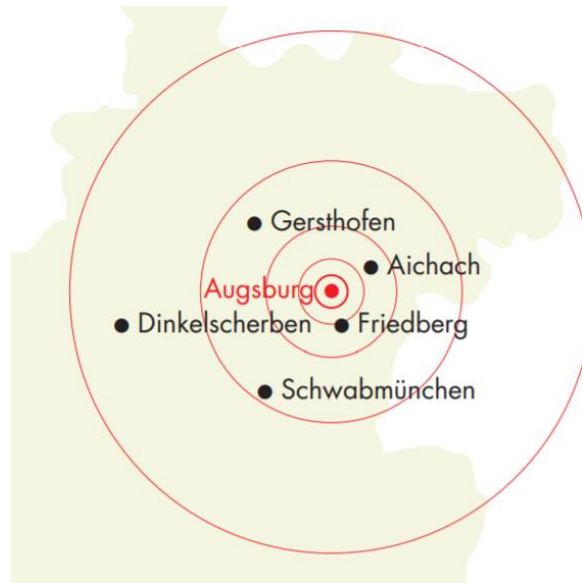 Gersthofen
Aichach
Augsburg
Dinkelscherben
Friedberg
Schwabmünchen